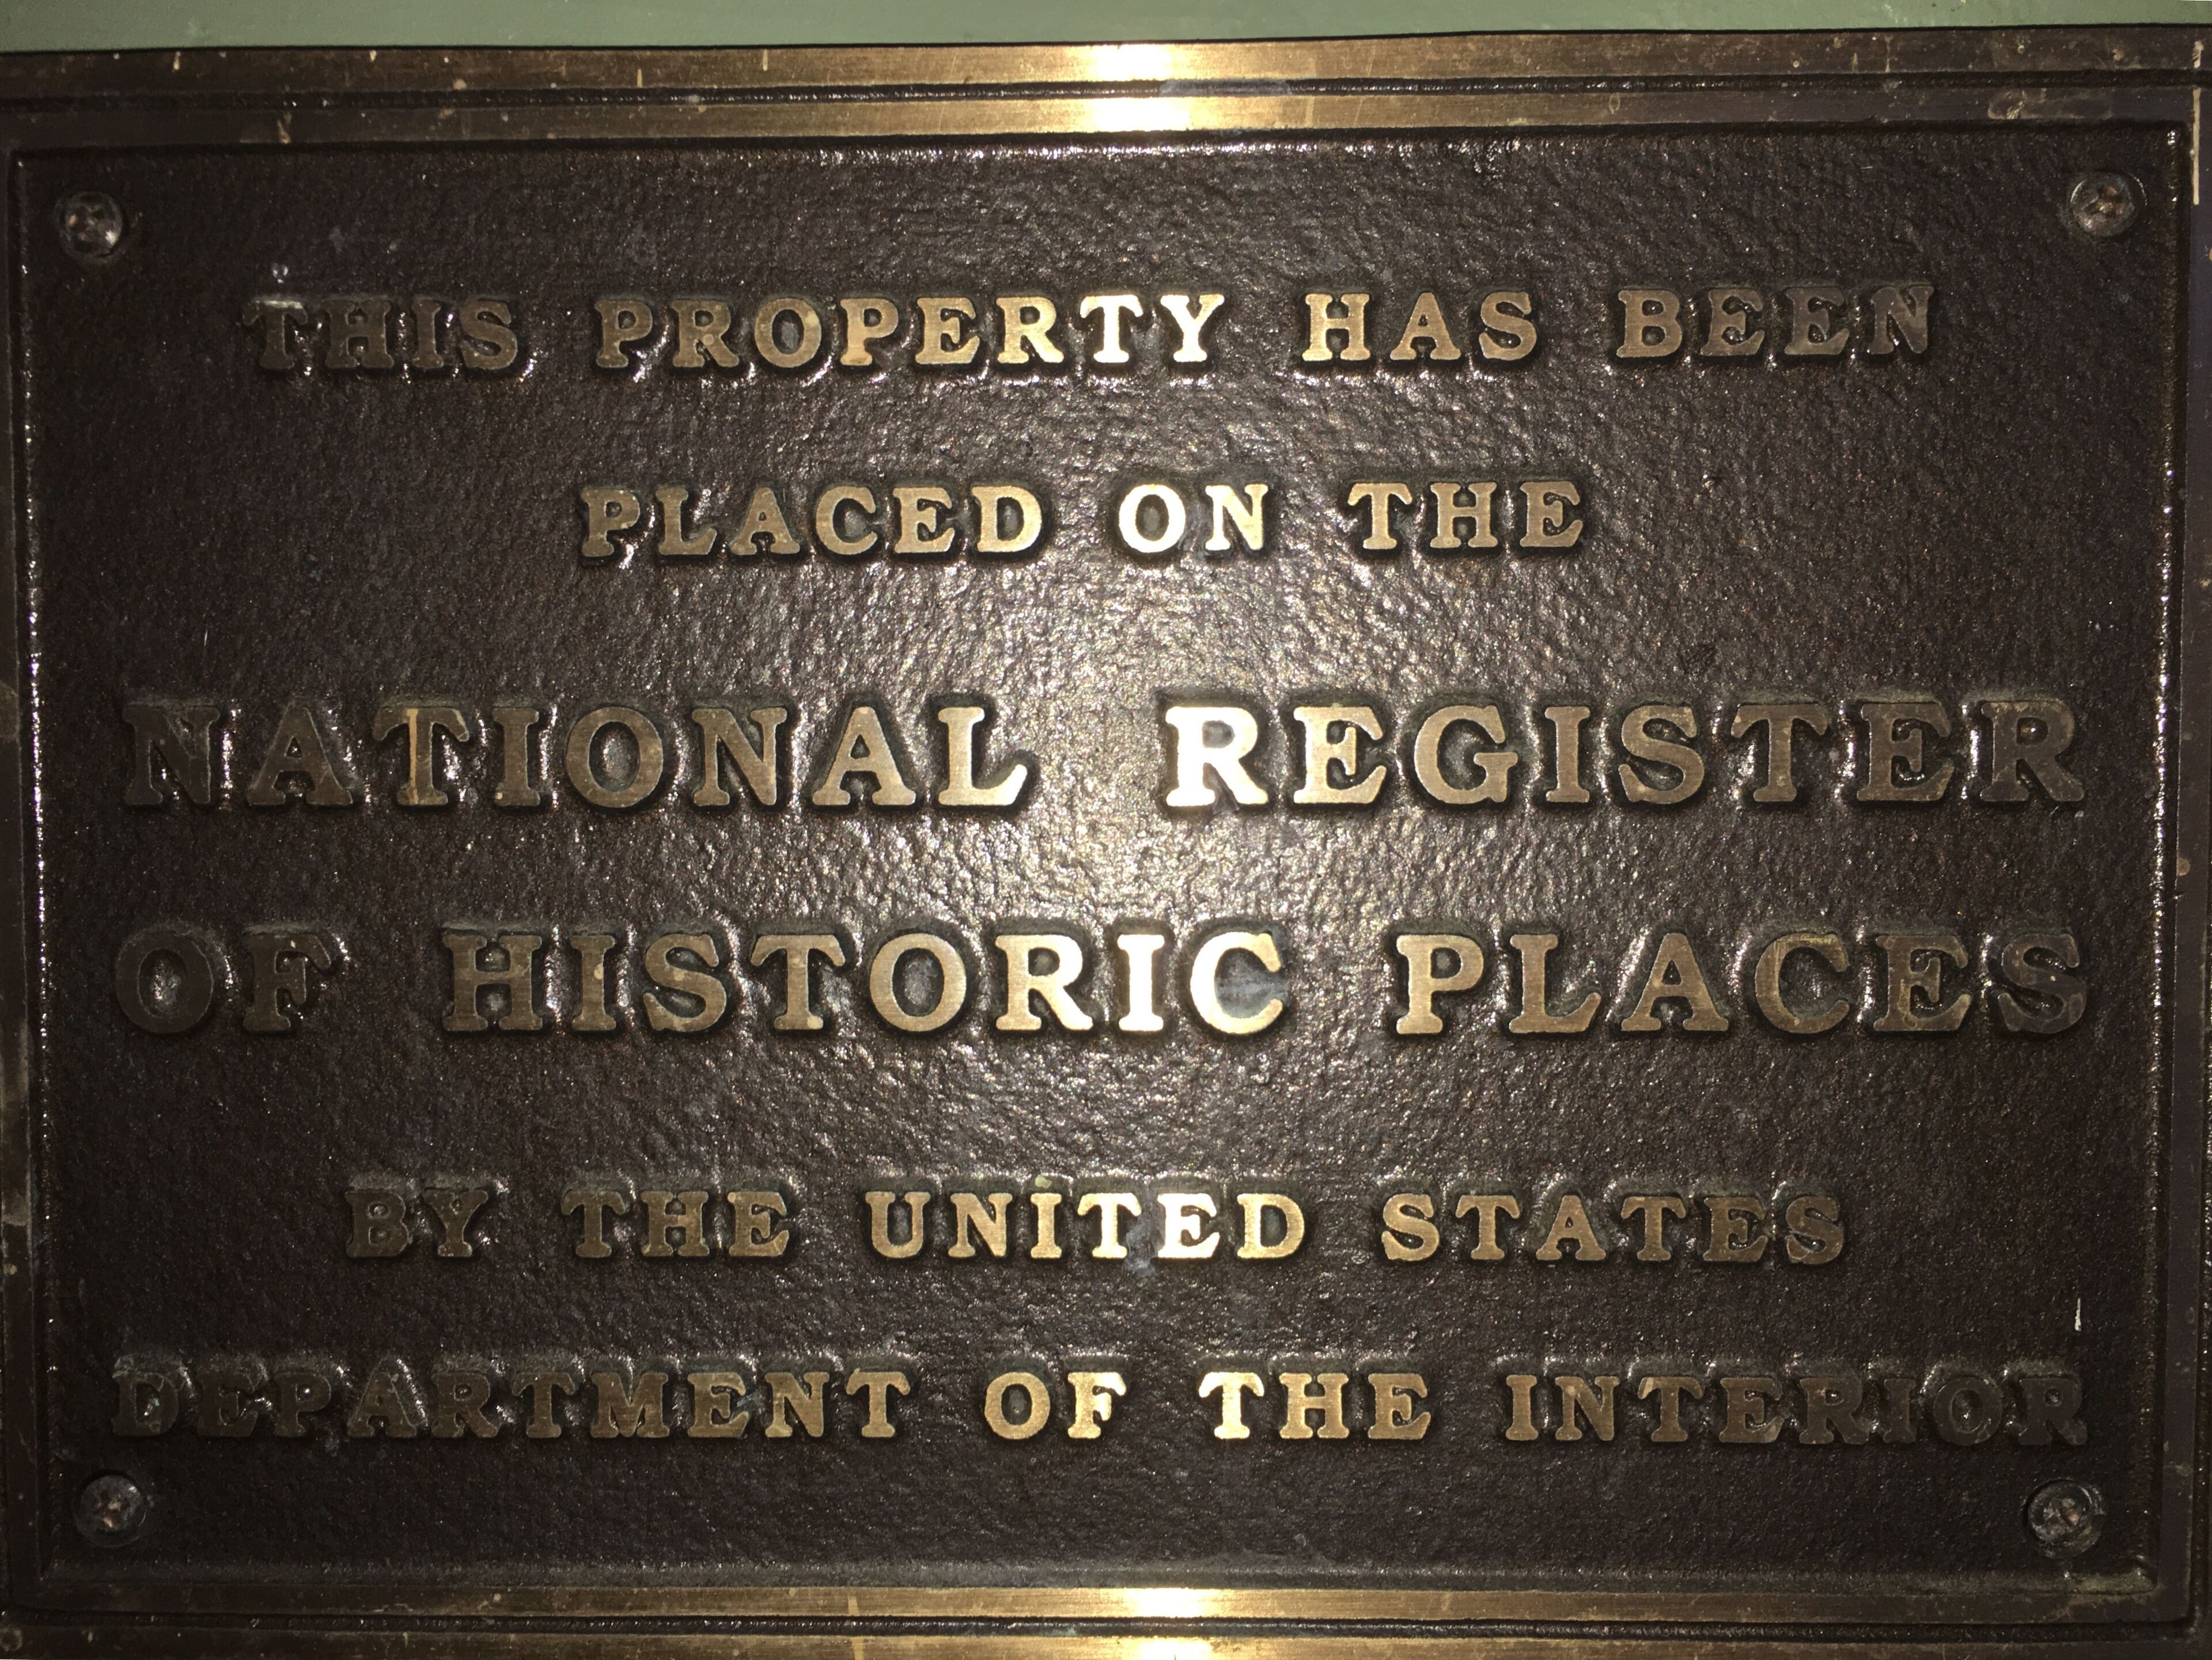 THIS PROPERTY HAS BEEN
PLACED ON THE
NATIONAL REGISTER
OF HISTORIC PLACES
BY THE UNITED STATES
DEPARTMENT OF THE INTERIOR